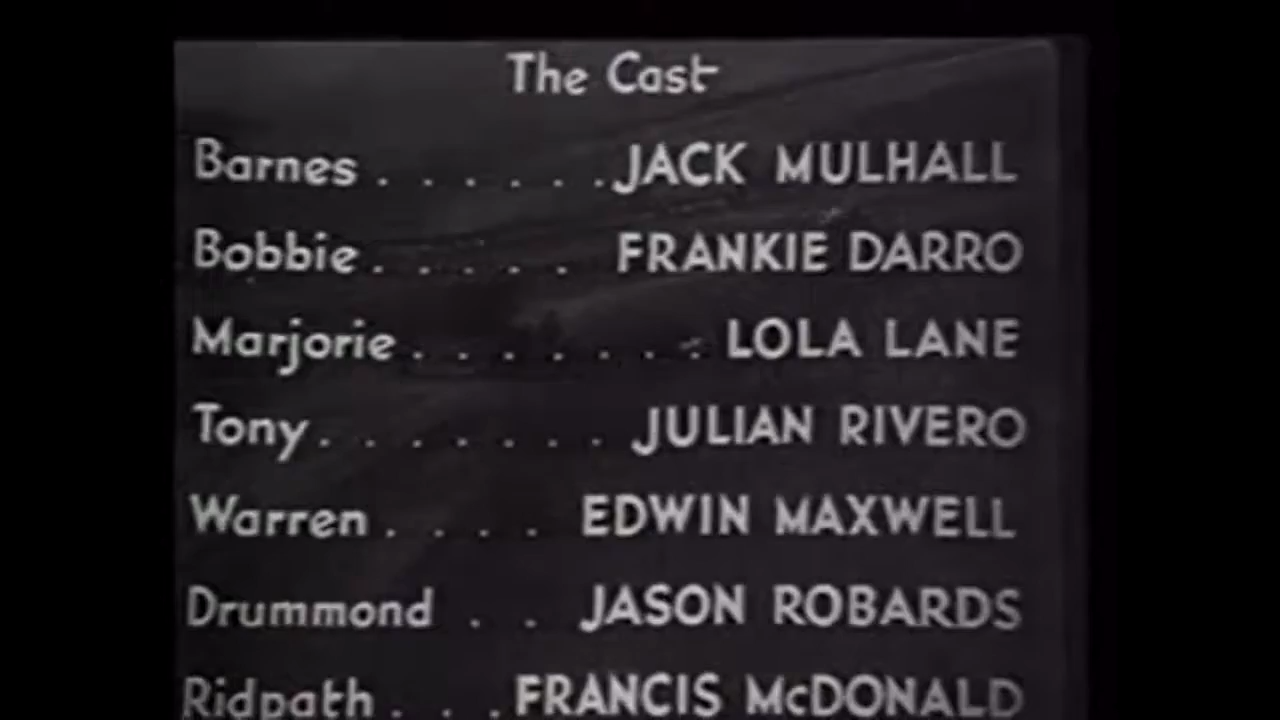 The Cast
Barnes . . . . . . JACK MULHALL
Bobbie . . . . . FRANKIE DARRO
Marjorie . . . . . . . LOLA LANE
Tony . . . . . . . JULIAN RIVERO
Warren . . . . EDWIN MAXWELL
Drummond . . JASON ROBARDS
Ridpath . . . FRANCIS McDONALD